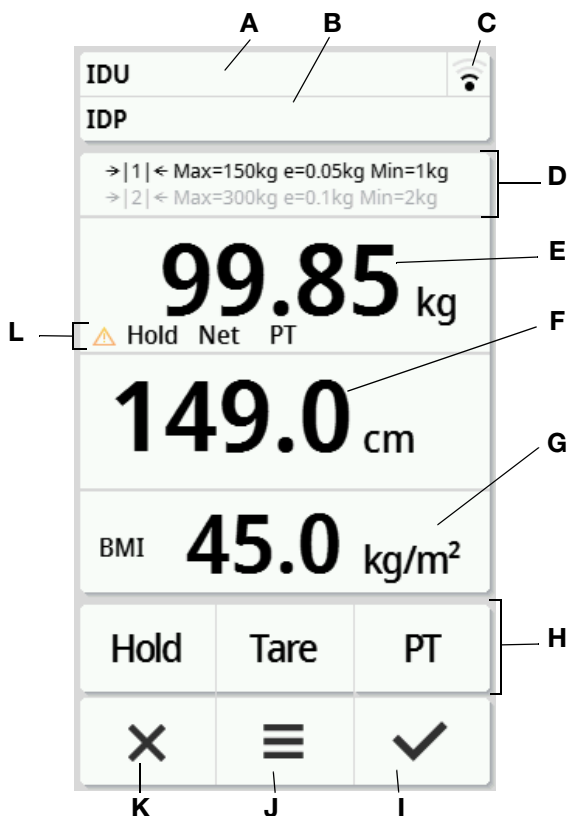 A B C
IDU
IDP
→|1|← Max=150kg e=0.05kg Min=1kg
→|2|← Max=300kg e=0.1kg Min=2kg
D
99.85 kg
E
L
Hold Net PT
F
149.0 cm
G
BMI 45.0 kg/m²
Hold Tare PT
H
K J I